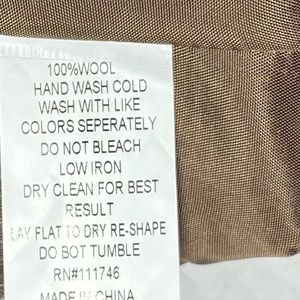 100%WOOL
HAND WASH COLD
WASH WITH LIKE
COLORS SEPERATELY
DO NOT BLEACH
LOW IRON
DRY CLEAN FOR BEST
RESULT
LAY FLAT TO DRY RE-SHAPE
DO BOT TUMBLE
RN#111746
MADE IN CHINA